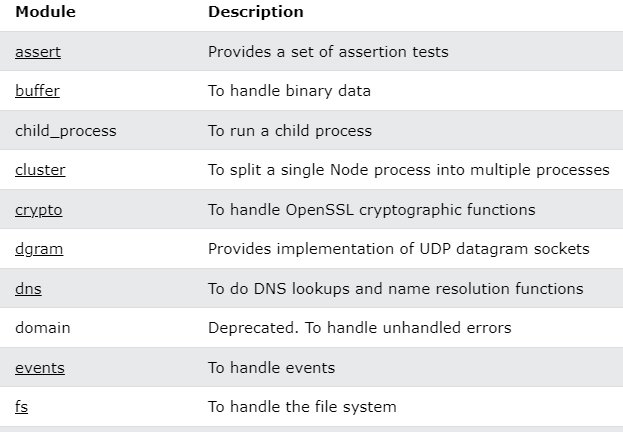 Module Description
assert Provides a set of assertion tests
buffer To handle binary data
child_process To run a child process
cluster To split a single Node process into multiple processes
crypto To handle OpenSSL cryptographic functions
dgram Provides implementation of UDP datagram sockets
dns To do DNS lookups and name resolution functions
domain Deprecated. To handle unhandled errors
events To handle events
fs To handle the file system